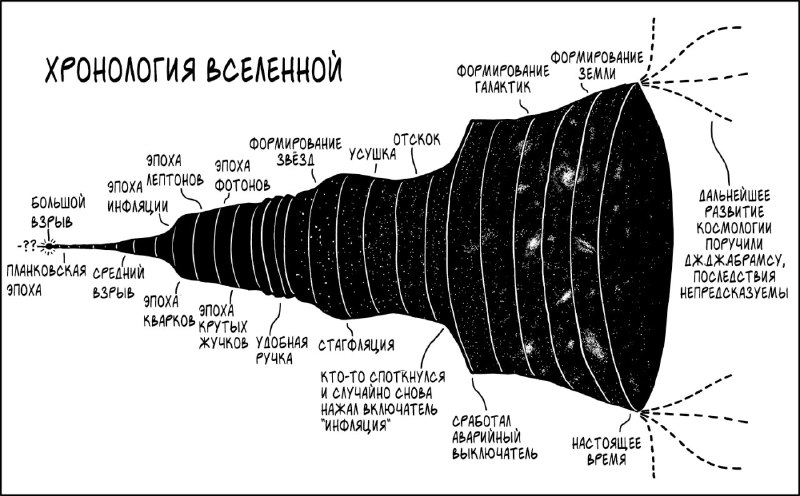 ХРОНОЛОГИЯ ВСЕЛЕННОЙ
-??
БОЛЬШОЙ
ВЗРЫВ
ПЛАНКОВСКАЯ
ЭПОХА
СРЕДНИЙ
ВЗРЫВ
ЭПОХА
ИНФЛЯЦИИ
ЭПОХА
КВАРКОВ
ЭПОХА
ЛЕПТОНОВ
ЭПОХА
КРУТЫХ
ЖУЧКОВ
ЭПОХА
ФОТОНОВ
УДОБНАЯ
РУЧКА
ФОРМИРОВАНИЕ
ЗВЁЗД
СТАГФЛЯЦИЯ
УСУШКА
ОТСКОК
КТО-ТО СПОТКНУЛСЯ
И СЛУЧАЙНО СНОВА
НАЖАЛ ВКЛЮЧАТЕЛЬ
"ИНФЛЯЦИЯ"
СРАБОТАЛ
АВАРИЙНЫЙ
ВЫКЛЮЧАТЕЛЬ
ФОРМИРОВАНИЕ
ГАЛАКТИК
ФОРМИРОВАНИЕ
ЗЕМЛИ
НАСТОЯЩЕЕ
ВРЕМЯ
ДАЛЬНЕЙШЕЕ
РАЗВИТИЕ
КОСМОЛОГИИ
ПОРУЧИЛИ
ДЖДЖАБРАМСУ,
ПОСЛЕДСТВИЯ
НЕПРЕДСКАЗУЕМЫ